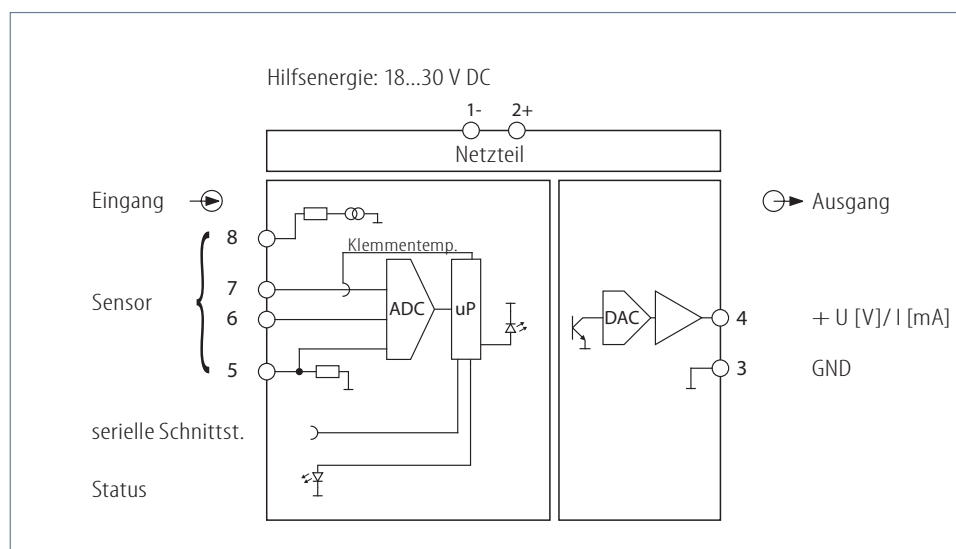 Hilfsenergie: 18...30 V DC
1- 2+
Netzteil
Eingang
Ausgang
8
Klemmentemp.
7
Sensor
ADC
uP
DAC
4
+ U [V]/ I [mA]
6
5
3
GND
serielle Schnittst.
Status